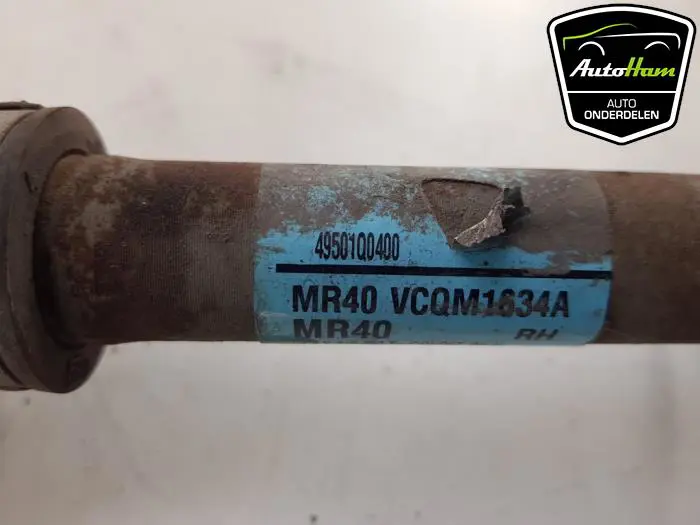 AutoHam
AUTO
ONDERDELEN
49501Q0400
MR40 VCQM1634A
MR40 RH